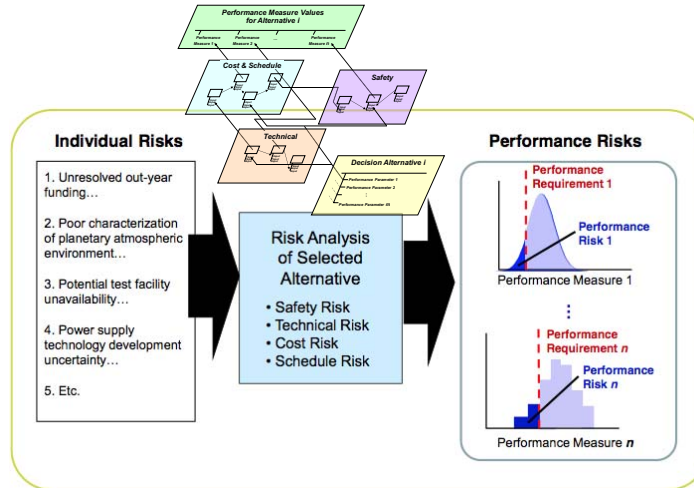 Performance Measure Values
for Alternative i
Performance
Measure 1
Performance
Measure 2
...
Performance
Measure N
Cost & Schedule
Safety
Technical
Decision Alternative i
Performance Parameter 1
Performance Parameter 2
:
Performance Parameter M
Individual Risks
1. Unresolved out-year
funding…
2. Poor characterization
of planetary atmospheric
environment…
3. Potential test facility
unavailability…
4. Power supply
technology development
uncertainty…
5. Etc.
Risk Analysis
of Selected
Alternative
• Safety Risk
• Technical Risk
• Cost Risk
• Schedule Risk
Performance Risks
Performance
Requirement 1
Performance
Risk 1
Performance Measure 1
Performance
Requirement n
Performance
Risk n
Performance Measure n